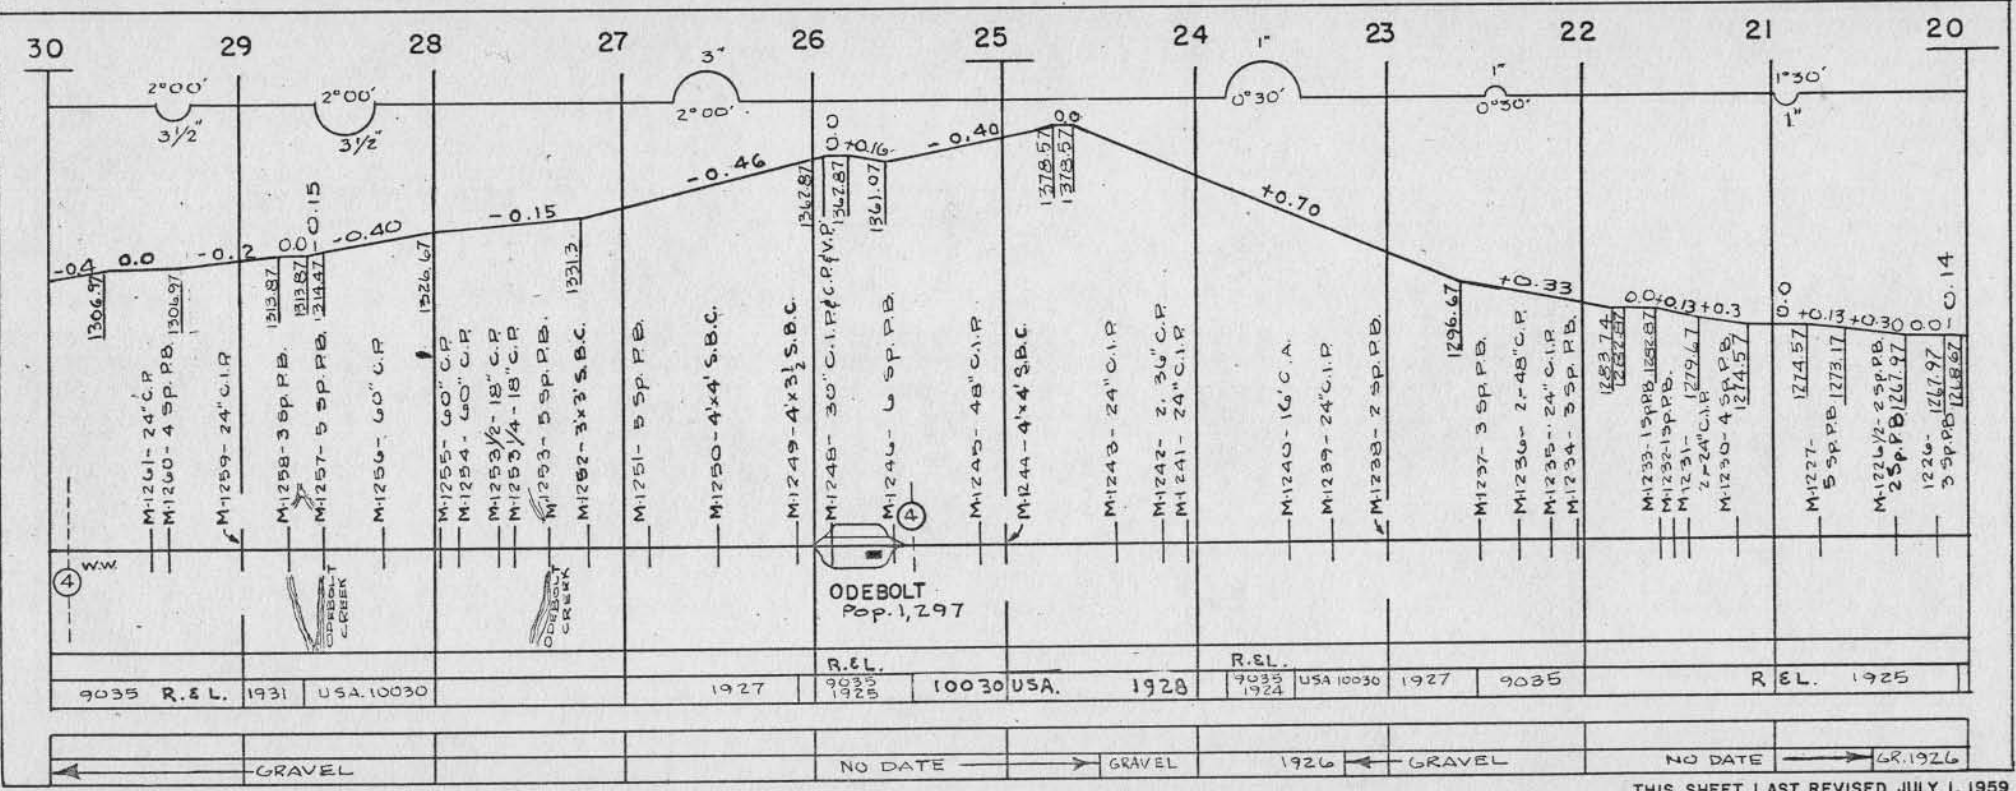 30 29 28 27 26 25 24 23 22 21 20
2°00' 2°00' 3" 1" 1" 1°30'
3½" 3½" 2°00' 0°30' 0°30' 1"
-0.4 0.0 -0.2 0.0 -0.15 -0.40 -0.15 -0.46 0.0 +0.16 -0.40 0.0 +0.70 +0.33 0.0 +0.13 +0.3 0.0 +0.13 +0.30 0.0 -0.14
1306.97 1306.97 1313.87 1313.87 1214.47 1326.67 1331.3 1362.87 1362.87 1361.07 1378.57 1378.57 1296.67 1283.74 1282.87 1282.87 1279.67 1274.57 1274.57 1273.17 1267.97 1267.97 1268.67
M-1261- 24" C.P.
M-1260- 4 Sp. P.B.
M-1259- 24" C.I.P.
M-1258- 3 Sp. P.B.
M-1257- 5 Sp. P.B.
M-1256- 60" C.P.
M-1255- 60" C.P.
M-1254- 60" C.P.
M-1253½- 18" C.P.
M-1253¼- 18" C.P.
M-1253- 5 Sp. P.B.
M-1252- 3'x3' S.B.C.
M-1251- 5 Sp. P.B.
M-1250- 4'x4' S.B.C.
M-1249- 4'x3½' S.B.C.
M-1248- 30" C.I.P. & C.P. & V.P.
M-1246- 6 Sp. P.B.
M-1245- 48" C.I.P.
M-1244- 4'x4' S.B.C.
M-1243- 24" C.I.P.
M-1242- 2.36" C.P.
M-1241- 24" C.I.P.
M-1240- 16' C.A.
M-1239- 24" C.I.P.
M-1238- 2 Sp. P.B.
M-1237- 3 Sp. P.B.
M-1236- 2.-48" C.P.
M-1235- 24" C.I.P.
M-1234- 3 Sp. P.B.
M-1233- 1 Sp. P.B.
M-1232- 1 Sp. P.B.
M-1231-
2-24" C.I.P.
M-1230- 4 Sp. P.B.
M-1227-
5 Sp. P.B.
M-1226½- 2 Sp. P.B.
2 Sp. P.B.
1226-
3 Sp. P.B.
4 W.W.
ODEBOLT
CREEK
ODEBOLT
CREEK
4
ODEBOLT
Pop. 1,297
R.&L. R.&L.
9035 R.&L. 1931 USA.10030 1927 9035 10030 USA. 1928 9035 USA 10030 1927 9035 R.&L. 1925
1925 1924
GRAVEL NO DATE GRAVEL 1926 GRAVEL NO DATE GR.1926
THIS SHEET LAST REVISED JULY, 1, 1959